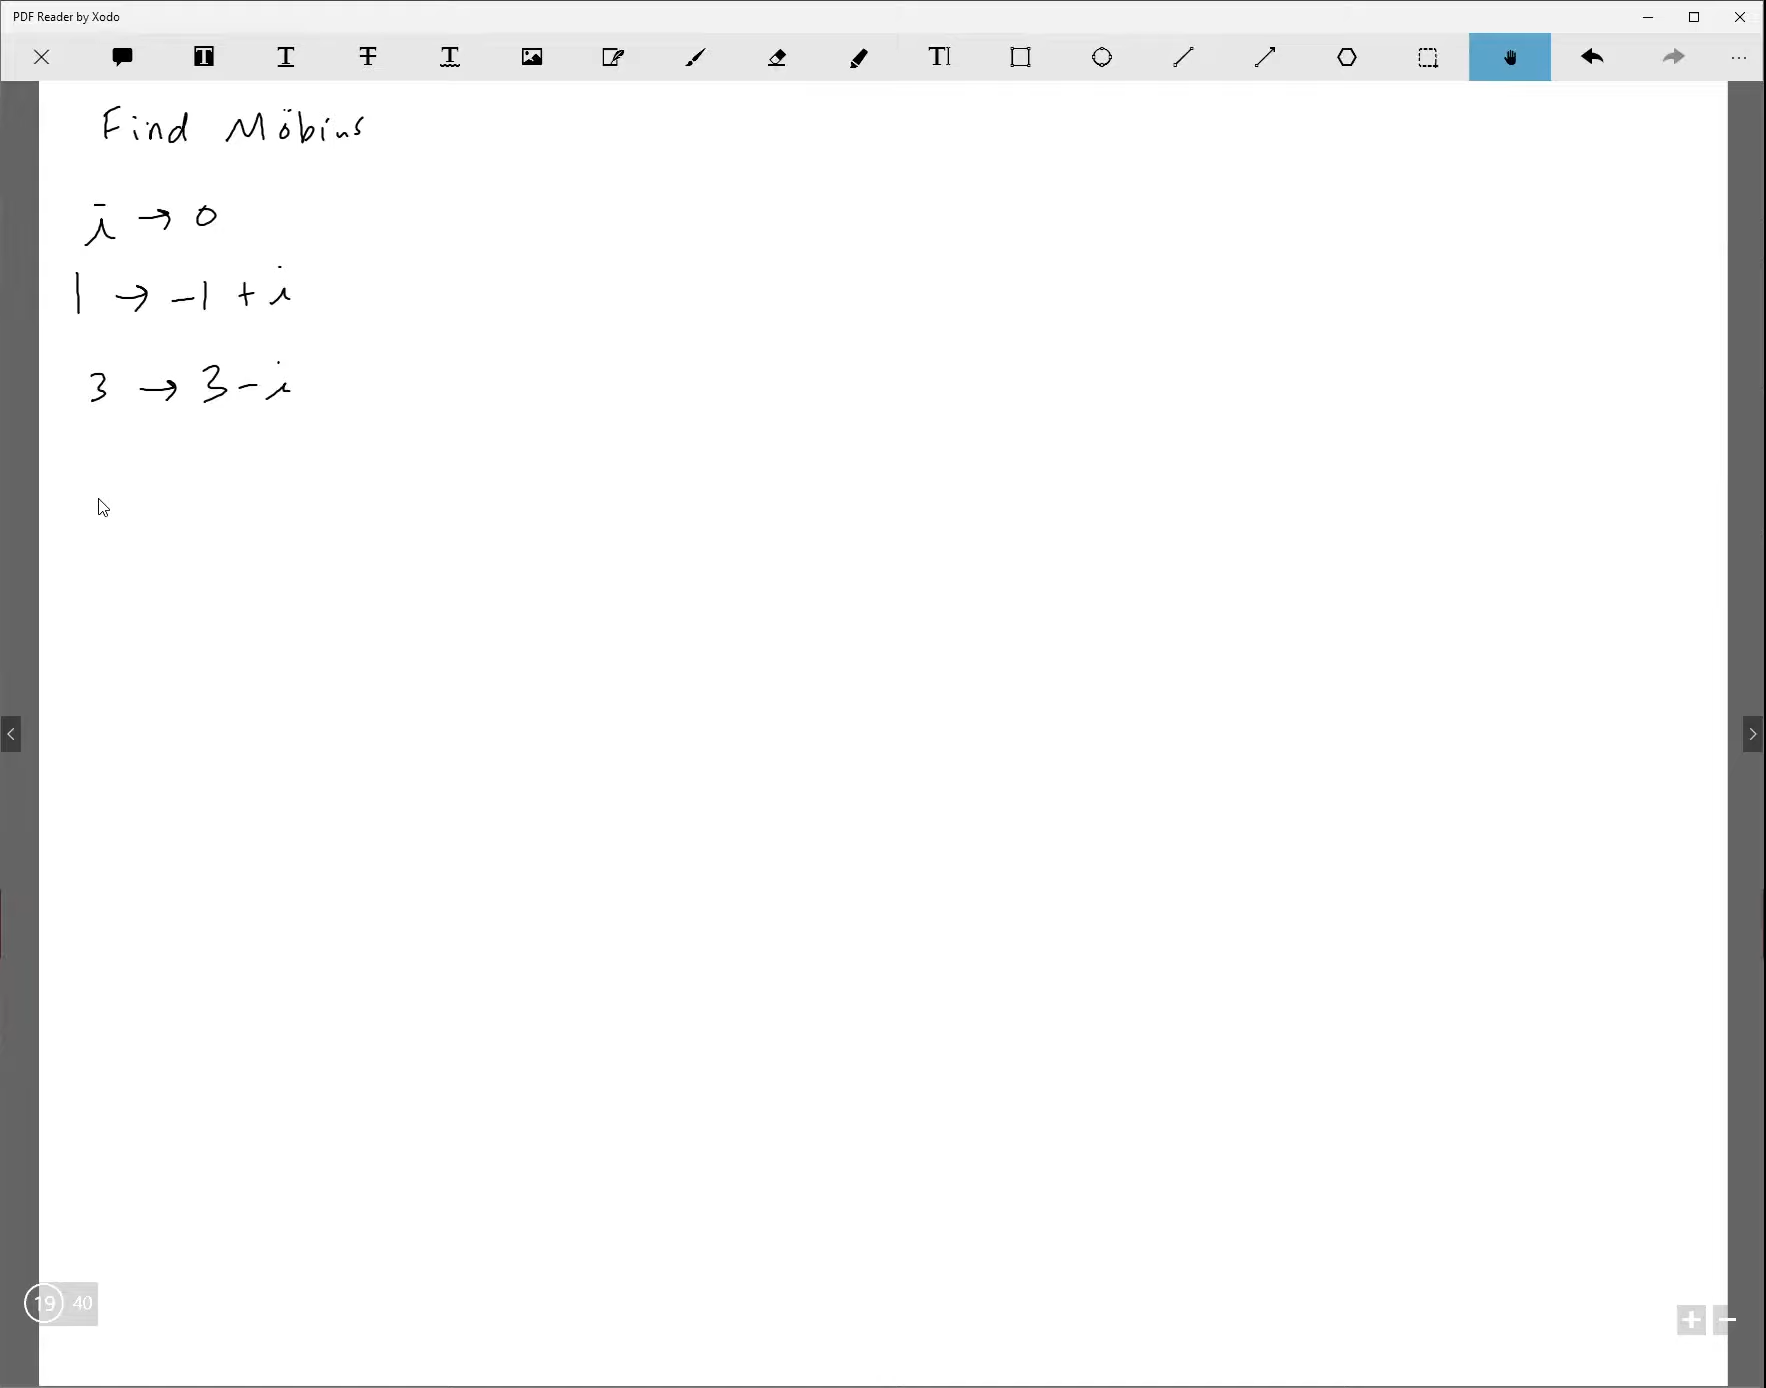 PDF Reader by Xodo
Find Möbius
i → 0
1 → -1 + i
3 → 3 - i
19 40